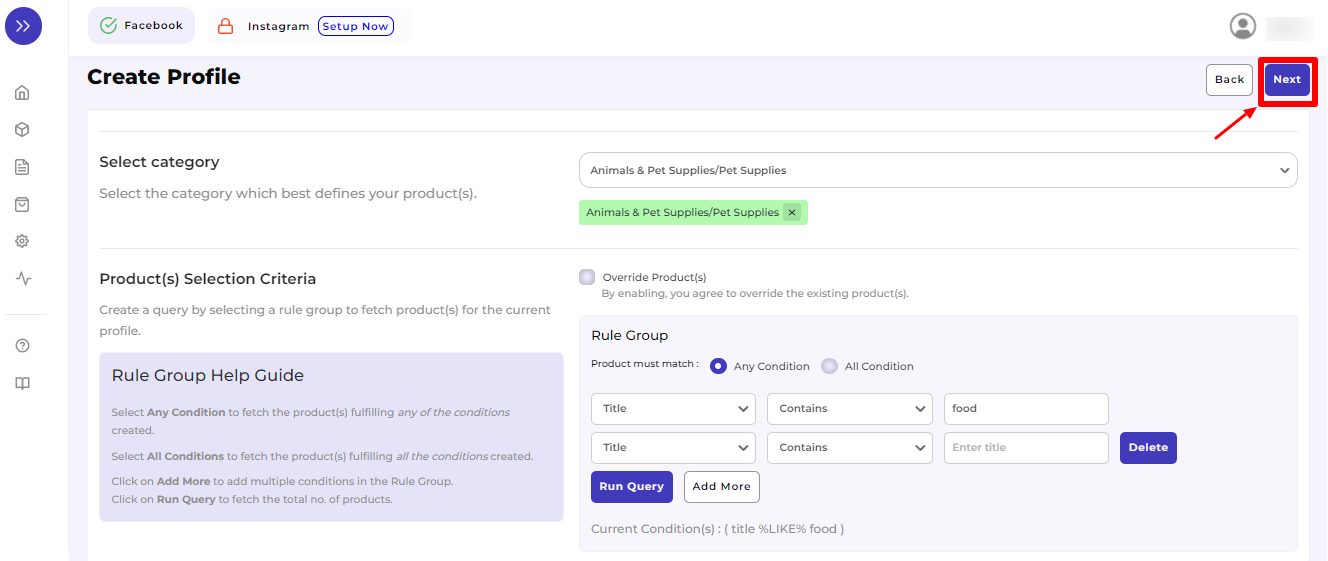 Facebook
Instagram Setup Now
Create Profile
Back
Next
Select category
Select the category which best defines your product(s).
Animals & Pet Supplies/Pet Supplies
Animals & Pet Supplies/Pet Supplies ×
Product(s) Selection Criteria
Create a query by selecting a rule group to fetch product(s) for the current
profile.
Rule Group Help Guide
Select Any Condition to fetch the product(s) fulfilling any of the conditions
created.
Select All Conditions to fetch the product(s) fulfilling all the conditions created.
Click on Add More to add multiple conditions in the Rule Group.
Click on Run Query to fetch the total no. of products.
Override Product(s)
By enabling, you agree to override the existing product(s).
Rule Group
Product must match : Any Condition All Condition
Title Contains food
Title Contains Enter title Delete
Run Query Add More
Current Condition(s) : ( title %LIKE% food )